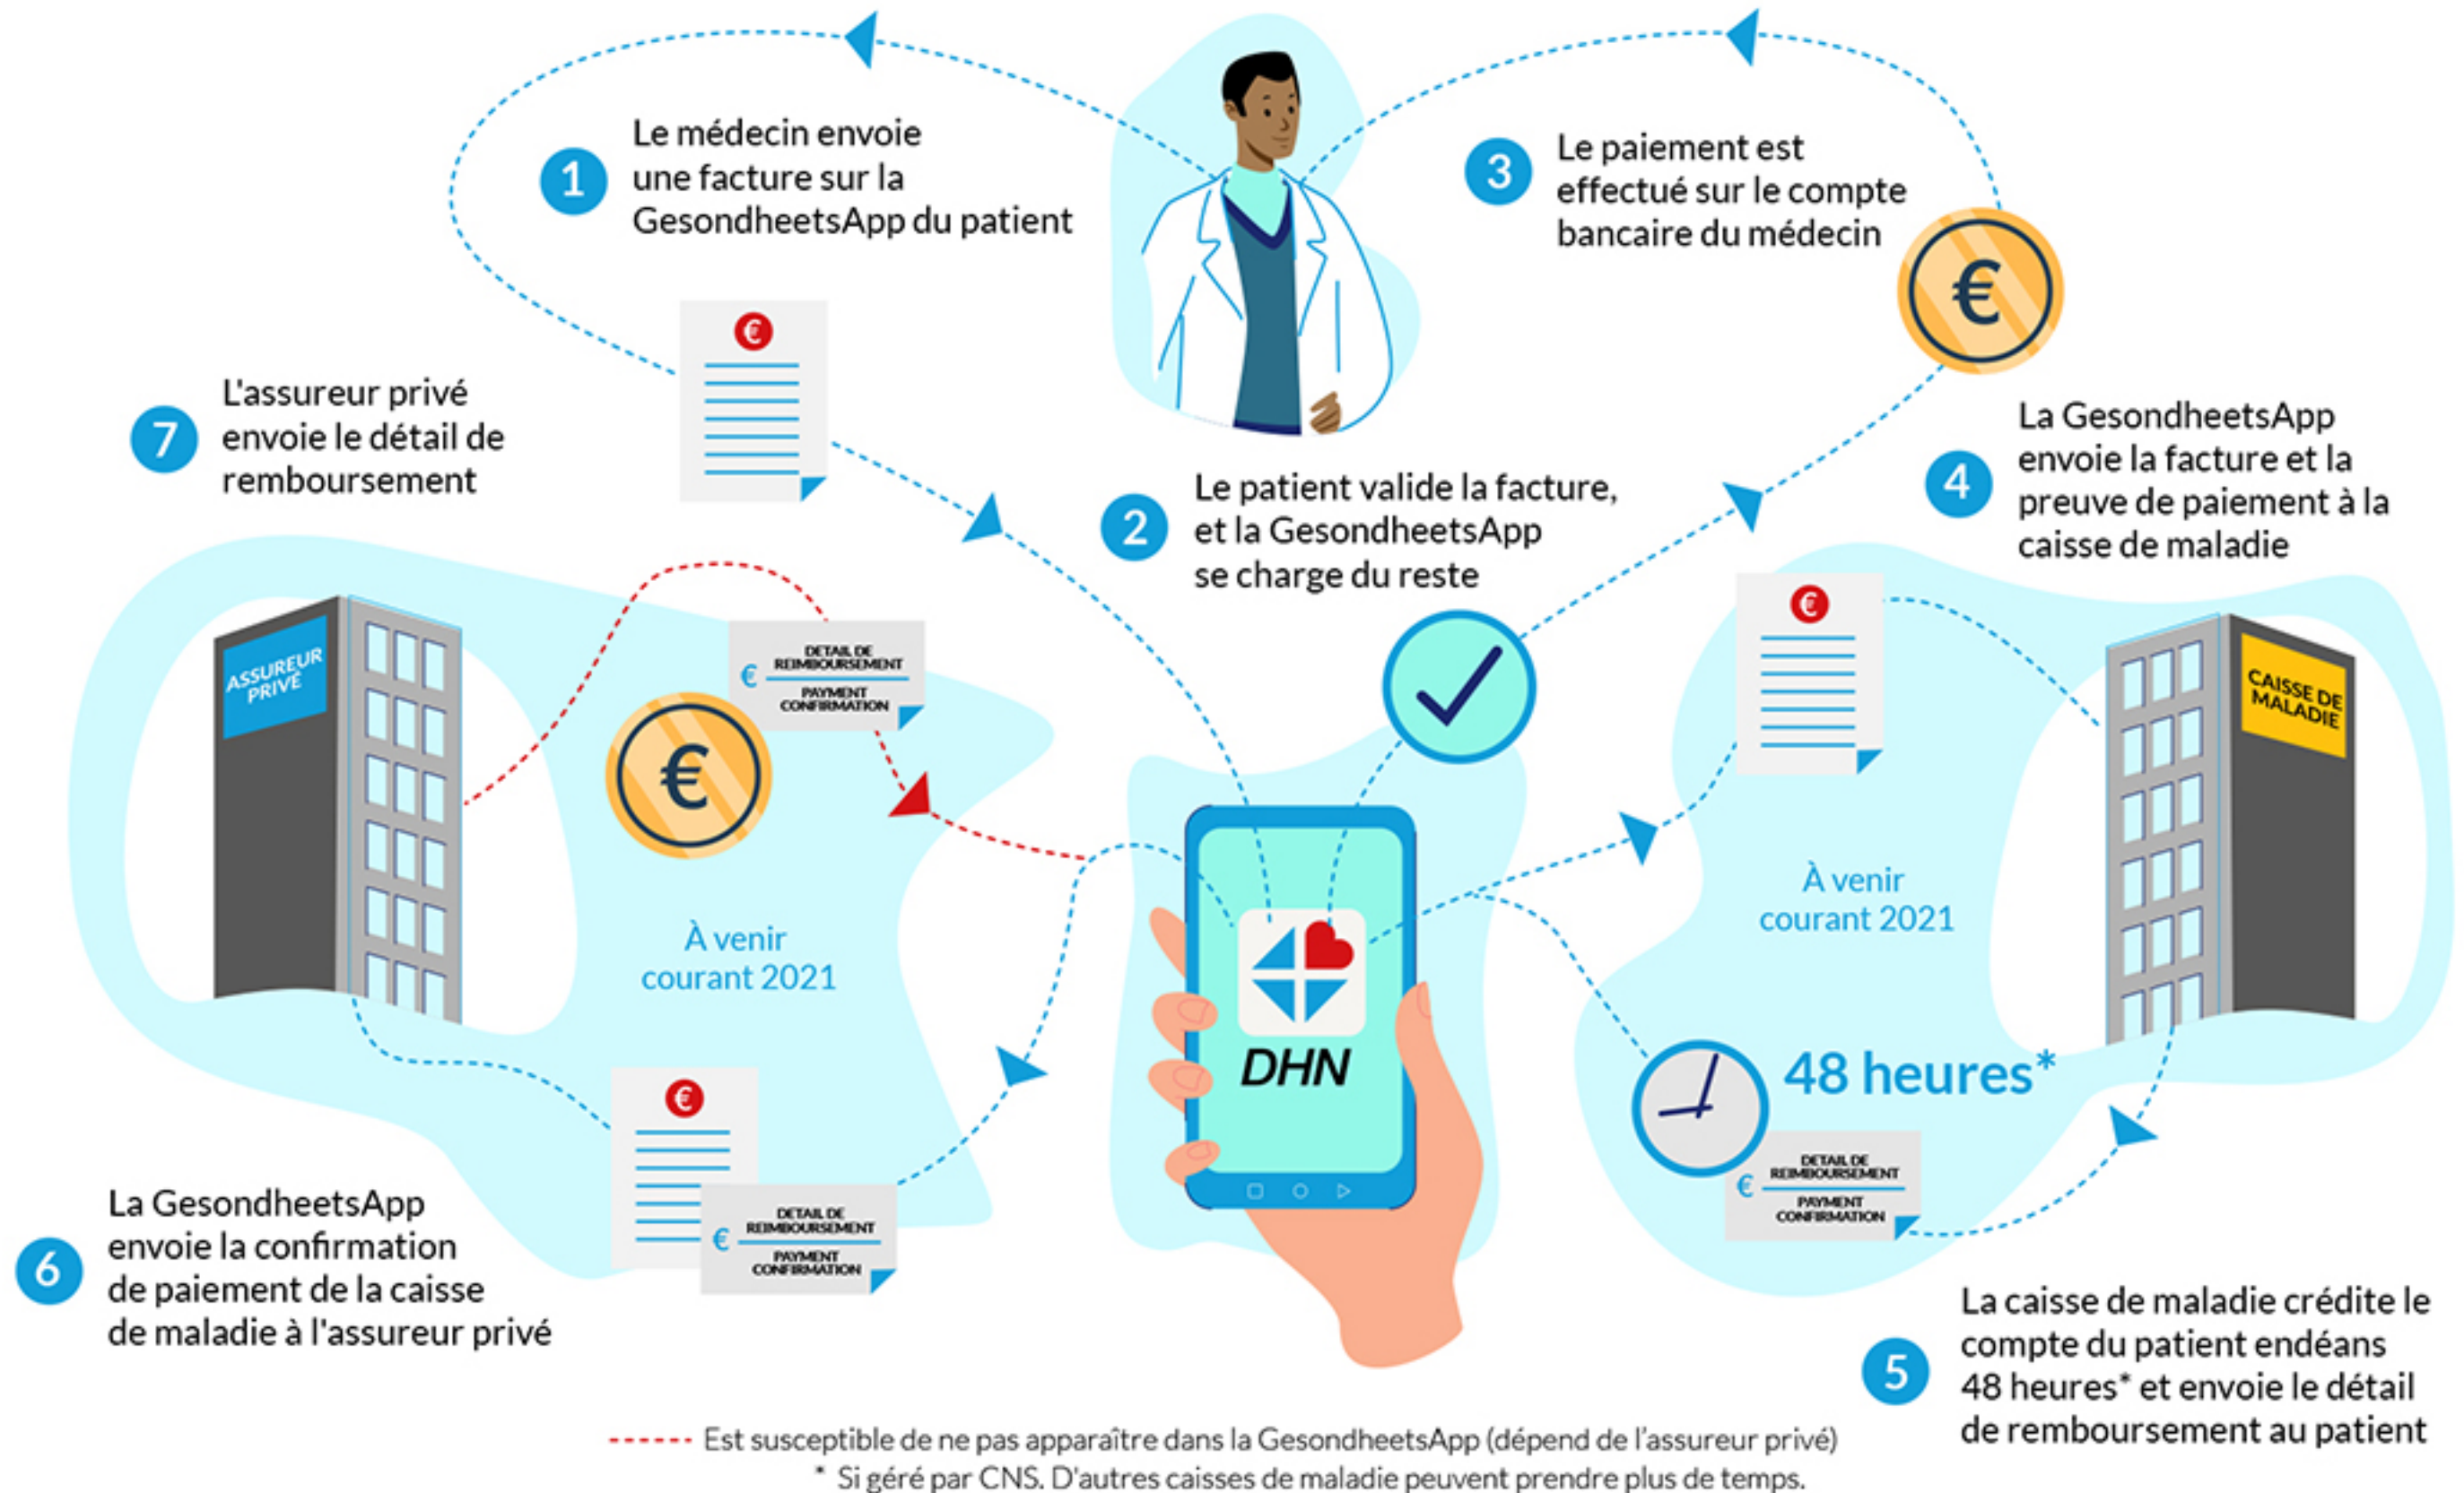 1
Le médecin envoie
une facture sur la
GesondheetsApp du patient
3
Le paiement est
effectué sur le compte
bancaire du médecin
€
€
7
L'assureur privé
envoie le détail de
remboursement
2
Le patient valide la facture,
et la GesondheetsApp
se charge du reste
4
La GesondheetsApp
envoie la facture et la
preuve de paiement à la
caisse de maladie
ASSUREUR
PRIVÉ
€
DETAIL DE
REIMBOURSEMENT
PAYMENT
CONFIRMATION
€
À venir
courant 2021
€
CAISSE DE
MALADIE
À venir
courant 2021
DHN
48 heures*
€
DETAIL DE
REIMBOURSEMENT
PAYMENT
CONFIRMATION
€
€
DETAIL DE
REIMBOURSEMENT
PAYMENT
CONFIRMATION
6
La GesondheetsApp
envoie la confirmation
de paiement de la caisse
de maladie à l'assureur privé
5
La caisse de maladie crédite le
compte du patient endéans
48 heures* et envoie le détail
de remboursement au patient
Est susceptible de ne pas apparaître dans la GesondheetsApp (dépend de l'assureur privé)
* Si géré par CNS. D'autres caisses de maladie peuvent prendre plus de temps.